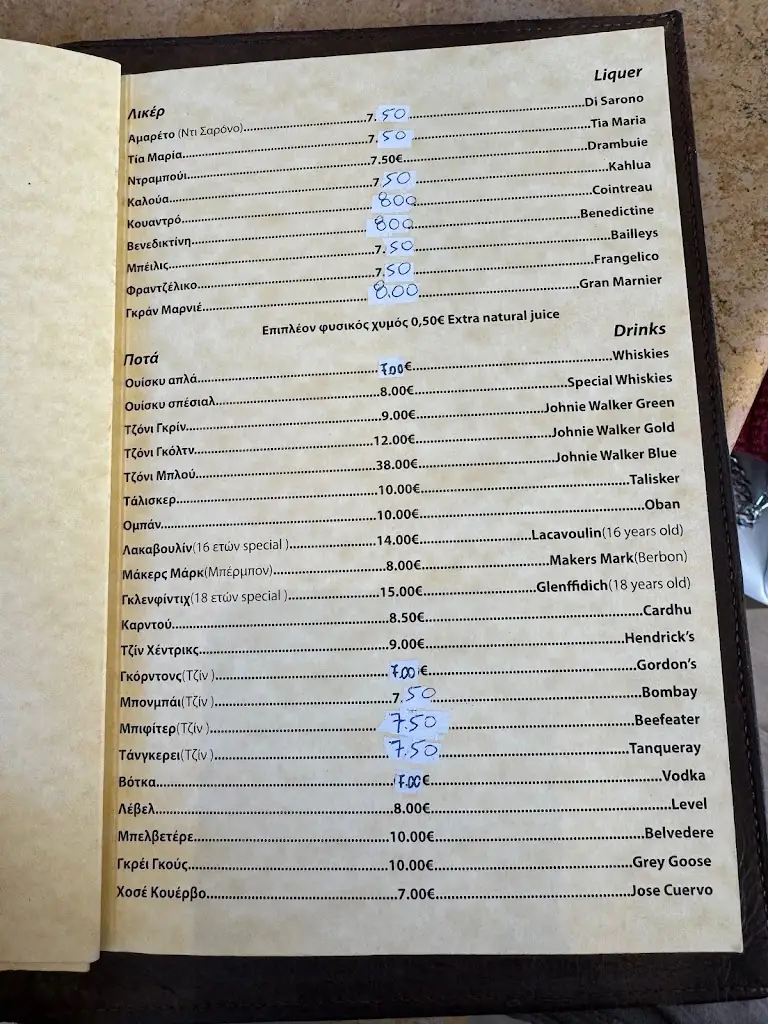 Λικέρ Liquer
Αμαρέτο (Ντι Σαρόνο)..........7.50..........Di Sarono
Τία Μαρία..........7.50..........Tia Maria
Ντραμπούι..........7.50€..........Drambuie
Καλούα..........7.50..........Kahlua
Κουαντρό..........800..........Cointreau
Βενεδικτίνη..........800..........Benedictine
Μπέιλις..........7.50..........Bailleys
Φραντζέλικο..........7.50..........Frangelico
Γκράν Μαρνιέ..........8.00..........Gran Marnier
Επιπλέον φυσικός χυμός 0,50€ Extra natural juice
Ποτά Drinks
Ουίσκυ απλά..........7.00€..........Whiskies
Ουίσκυ σπέσιαλ..........8.00€..........Special Whiskies
Τζόνι Γκρίν..........9.00€..........Johnie Walker Green
Τζόνι Γκόλτν..........12.00€..........Johnie Walker Gold
Τζόνι Μπλού..........38.00€..........Johnie Walker Blue
Τάλισκερ..........10.00€..........Talisker
Ομπάν..........10.00€..........Oban
Λακαβουλίν(16 ετών special )..........14.00€..........Lacavoulin(16 years old)
Μάκερς Μάρκ(Μπέρμπον)..........8.00€..........Makers Mark(Berbon)
Γκλενφίντιχ(18 ετών special )..........15.00€..........Glenffidich(18 years old)
Καρντού..........8.50€..........Cardhu
Τζίν Χέντρικς..........9.00€..........Hendrick's
Γκόρντονς(Τζίν )..........7.00€..........Gordon's
Μπονμπάι(Τζίν )..........7.50..........Bombay
Μπιφίτερ(Τζίν )..........7.50..........Beefeater
Τάνγκερει(Τζίν )..........7.50..........Tanqueray
Βότκα..........7.00€..........Vodka
Λέβελ..........8.00€..........Level
Μπελβετέρε..........10.00€..........Belvedere
Γκρέι Γκούς..........10.00€..........Grey Goose
Χοσέ Κουέρβο..........7.00€..........Jose Cuervo